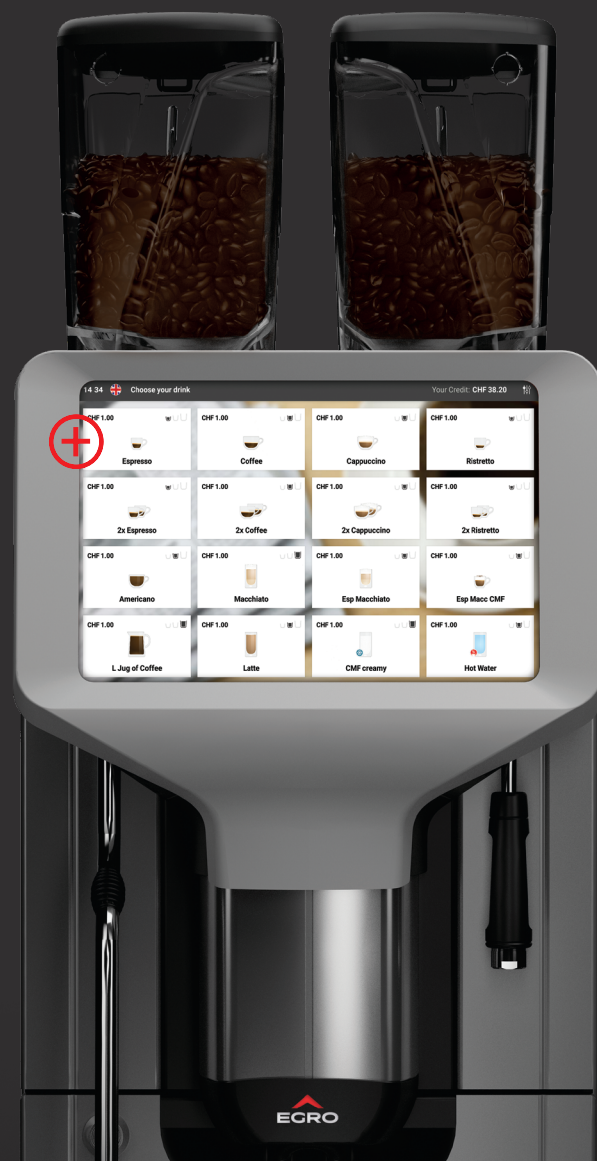 14 34 Choose your drink Your Credit: CHF 38.20
CHF 1.00 CHF 1.00 CHF 1.00 CHF 1.00
Espresso Coffee Cappuccino Ristretto
CHF 1.00 CHF 1.00 CHF 1.00 CHF 1.00
2x Espresso 2x Coffee 2x Cappuccino 2x Ristretto
CHF 1.00 CHF 1.00 CHF 1.00 CHF 1.00
Americano Macchiato Esp Macchiato Esp Macc CMF
CHF 1.00 CHF 1.00 CHF 1.00 CHF 1.00
L Jug of Coffee Latte CMF creamy Hot Water
EGRO